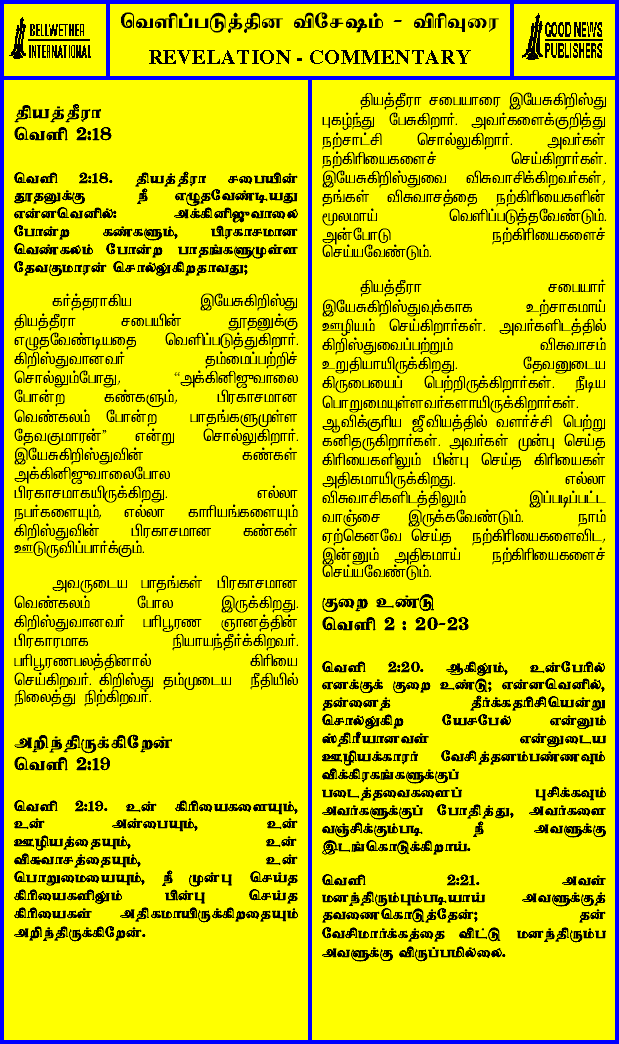 BELLWETHER
INTERNATIONAL
வெளிப்படுத்தின விசேஷம் - விரிவுரை
REVELATION - COMMENTARY
GOOD NEWS
PUBLISHERS
தியத்தீரா
வெளி 2:18
வெளி 2:18. தியத்தீரா சபையின்
தூதனுக்கு நீ எழுதவேண்டியது
என்னவெனில்: அக்கினிஜுவாலை
போன்ற கண்களும், பிரகாசமான
வெண்கலம் போன்ற பாதங்களுமுள்ள
தேவகுமாரன் சொல்லுகிறதாவது;
கர்த்தராகிய இயேசுகிறிஸ்து
தியத்தீரா சபையின் தூதனுக்கு
எழுதவேண்டியதை வெளிப்படுத்துகிறார்.
கிறிஸ்துவானவர் தம்மைப்பற்றிச்
சொல்லும்போது, “அக்கினிஜுவாலை
போன்ற கண்களும், பிரகாசமான
வெண்கலம் போன்ற பாதங்களுமுள்ள
தேவகுமாரன்” என்று சொல்லுகிறார்.
இயேசுகிறிஸ்துவின் கண்கள்
அக்கினிஜுவாலைபோல
பிரகாசமாகயிருக்கிறது. எல்லா
நபர்களையும், எல்லா காரியங்களையும்
கிறிஸ்துவின் பிரகாசமான கண்கள்
ஊடுருவிப்பார்க்கும்.
அவருடைய பாதங்கள் பிரகாசமான
வெண்கலம் போல இருக்கிறது.
கிறிஸ்துவானவர் பரிபூரண ஞானத்தின்
பிரகாரமாக நியாயந்தீர்க்கிறவர்.
பரிபூரணபலத்தினால் கிரியை
செய்கிறவர். கிறிஸ்து தம்முடைய நீதியில்
நிலைத்து நிற்கிறவர்.
அறிந்திருக்கிறேன்
வெளி 2:19
வெளி 2:19. உன் கிரியைகளையும்,
உன் அன்பையும், உன்
ஊழியத்தையும், உன்
விசுவாசத்தையும், உன்
பொறுமையையும், நீ முன்பு செய்த
கிரியைகளிலும் பின்பு செய்த
கிரியைகள் அதிகமாயிருக்கிறதையும்
அறிந்திருக்கிறேன்.
தியத்தீரா சபையாரை இயேசுகிறிஸ்து
புகழ்ந்து பேசுகிறார். அவர்களைக்குறித்து
நற்சாட்சி சொல்லுகிறார். அவர்கள்
நற்கிரியைகளைச் செய்கிறார்கள்.
இயேசுகிறிஸ்துவை விசுவாசிக்கிறவர்கள்,
தங்கள் விசுவாசத்தை நற்கிரியைகளின்
மூலமாய் வெளிப்படுத்தவேண்டும்.
அன்போடு நற்கிரியைகளைச்
செய்யவேண்டும்.
தியத்தீரா சபையார்
இயேசுகிறிஸ்துவுக்காக உற்சாகமாய்
ஊழியம் செய்கிறார்கள். அவர்களிடத்தில்
கிறிஸ்துவைப்பற்றும் விசுவாசம்
உறுதியாயிருக்கிறது. தேவனுடைய
கிருபையைப் பெற்றிருக்கிறார்கள். நீடிய
பொறுமையுள்ளவர்களாயிருக்கிறார்கள்.
ஆவிக்குரிய ஜீவியத்தில் வளர்ச்சி பெற்று
கனிதருகிறார்கள். அவர்கள் முன்பு செய்த
கிரியைகளிலும் பின்பு செய்த கிரியைகள்
அதிகமாயிருக்கிறது. எல்லா
விசுவாசிகளிடத்திலும் இப்படிப்பட்ட
வாஞ்சை இருக்கவேண்டும். நாம்
ஏற்கெனவே செய்த நற்கிரியைகளைவிட,
இன்னும் அதிகமாய் நற்கிரியைகளைச்
செய்யவேண்டும்.
குறை உண்டு
வெளி 2 : 20-23
வெளி 2:20. ஆகிலும், உன்பேரில்
எனக்குக் குறை உண்டு; என்னவெனில்,
தன்னைத் தீர்க்கதரிசியென்று
சொல்லுகிற யேசபேல் என்னும்
ஸ்திரீயானவள் என்னுடைய
ஊழியக்காரர் வேசித்தனம்பண்ணவும்
விக்கிரகங்களுக்குப்
படைத்தவைகளைப் புசிக்கவும்
அவர்களுக்குப் போதித்து, அவர்களை
வஞ்சிக்கும்படி நீ அவளுக்கு
இடங்கொடுக்கிறாய்.
வெளி 2:21. அவள்
மனந்திரும்பும்படியாய் அவளுக்குத்
தவணைகொடுத்தேன்; தன்
வேசிமார்க்கத்தை விட்டு மனந்திரும்ப
அவளுக்கு விருப்பமில்லை.